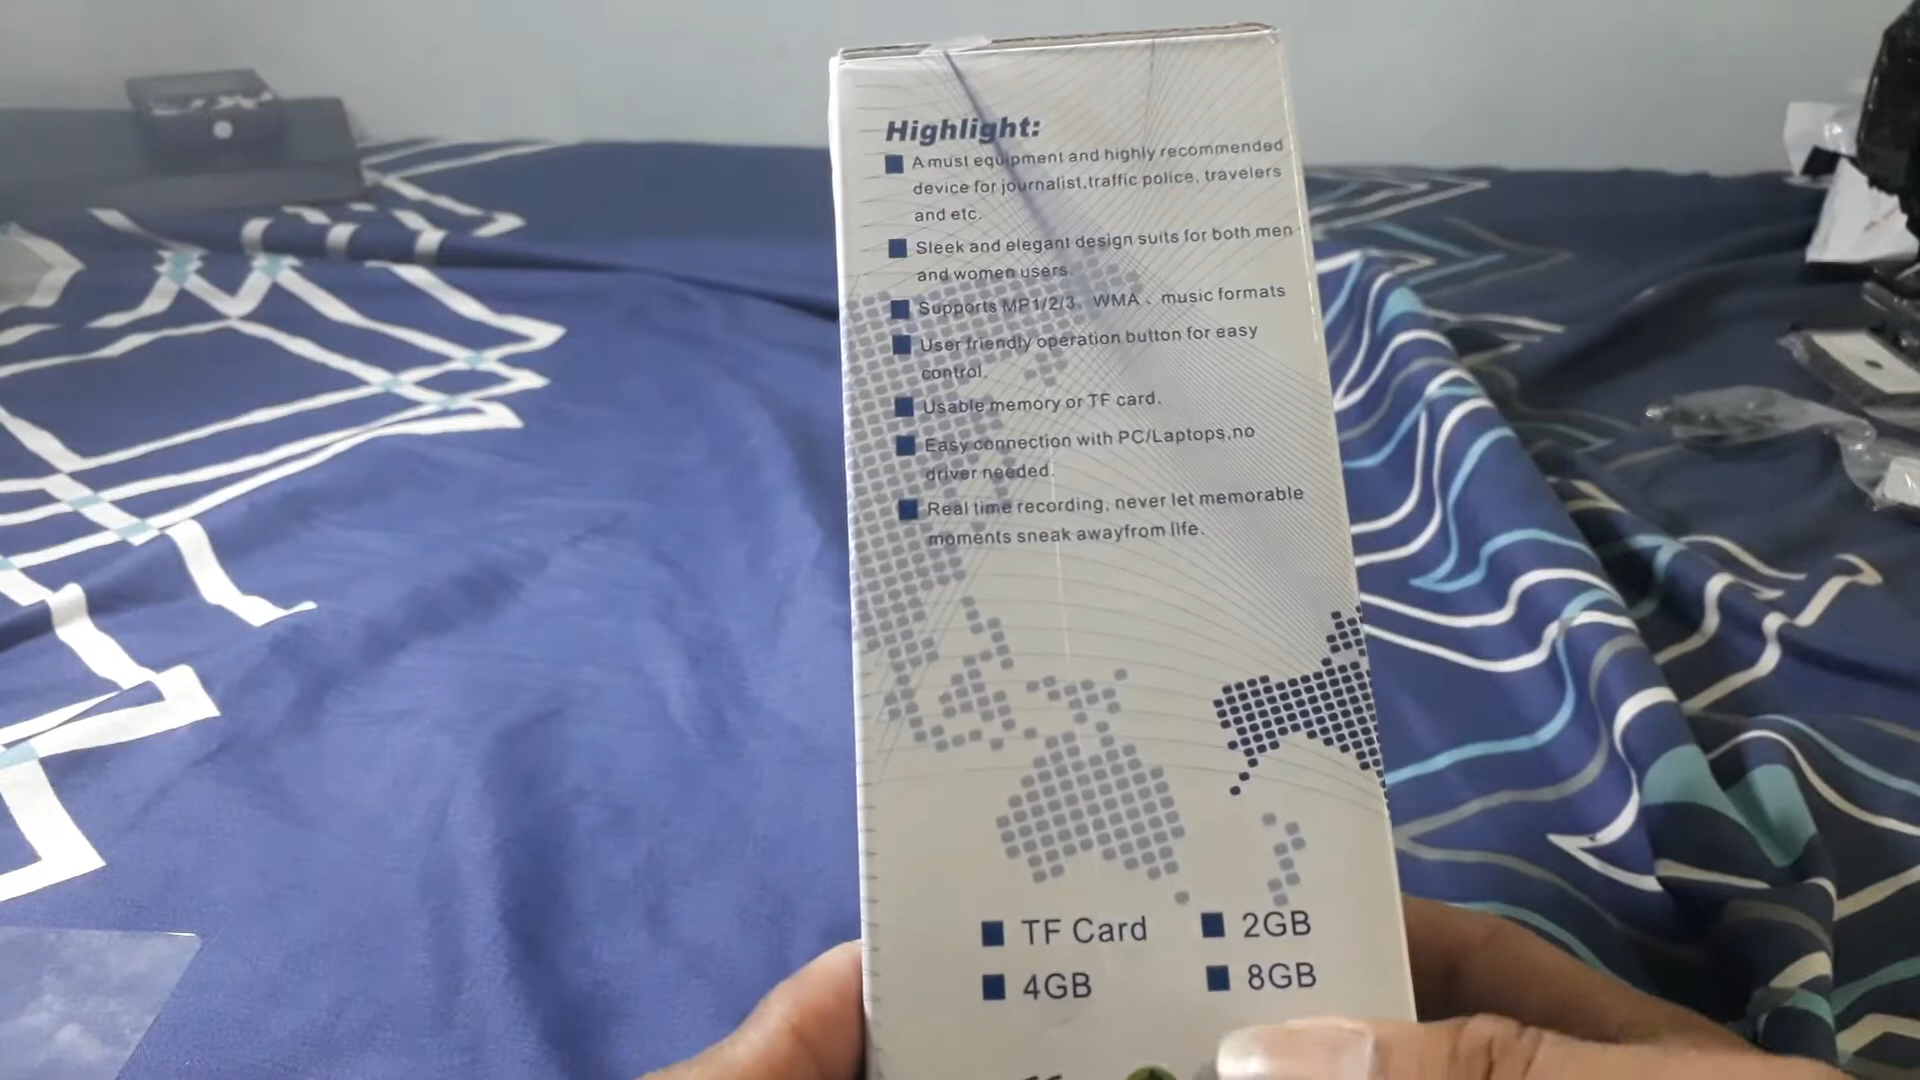 Highlight:
A must equipment and highly recommended
device for journalist,traffic police, travelers
and etc.
Sleek and elegant design suits for both men
and women users.
Supports MP1/2/3、WMA 、music formats
User friendly operation button for easy
control.
Usable memory or TF card.
Easy connection with PC/Laptops,no
driver needed.
Real time recording, never let memorable
moments sneak awayfrom life.
TF Card 2GB
4GB 8GB